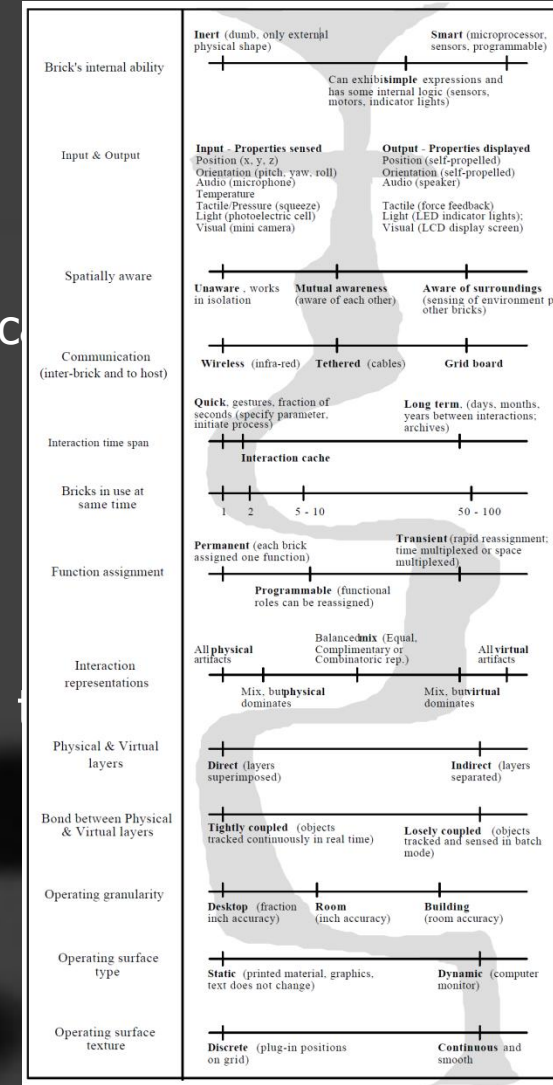 Brick's internal ability
Inert (dumb, only external
physical shape)
Smart (microprocessor,
sensors, programmable)
Can exhibisimple expressions and
has some internal logic (sensors,
motors, indicator lights)
Input & Output
Input - Properties sensed
Position (x, y, z)
Orientation (pitch, yaw, roll)
Audio (microphone)
Temperature
Tactile/Pressure (squeeze)
Light (photoelectric cell)
Visual (mini camera)
Output - Properties displayed
Position (self-propelled)
Orientation (self-propelled)
Audio (speaker)
Tactile (force feedback)
Light (LED indicator lights);
Visual (LCD display screen)
Spatially aware
Unaware , works
in isolation
Mutual awareness
(aware of each other)
Aware of surroundings
(sensing of environment p
other bricks)
Communication
(inter-brick and to host)
Wireless (infra-red)
Tethered (cables)
Grid board
Interaction time span
Quick, gestures, fraction of
seconds (specify parameter,
initiate process)
Interaction cache
Long term, (days, months,
years between interactions;
archives)
Bricks in use at
same time
1
2
5 - 10
50 - 100
Function assignment
Permanent (each brick
assigned one function)
Programmable (functional
roles can be reassigned)
Transient (rapid reassignment;
time multiplexed or space
multiplexed)
Interaction
representations
All physical
artifacts
Mix, butphysical
dominates
Balancedmix (Equal,
Complimentary or
Combinatoric rep.)
Mix, buvirtual
dominates
All virtual
artifacts
Physical & Virtual
layers
Direct (layers
superimposed)
Indirect (layers
separated)
Bond between Physical
& Virtual layers
Tightly coupled (objects
tracked continuously in real time)
Losely coupled (objects
tracked and sensed in batch
mode)
Operating granularity
Desktop (fraction
inch accuracy)
Room
(inch accuracy)
Building
(room accuracy)
Operating surface
type
Static (printed material, graphics,
text does not change)
Dynamic (computer
monitor)
Operating surface
texture
Discrete (plug-in positions
on grid)
Continuous and
smooth